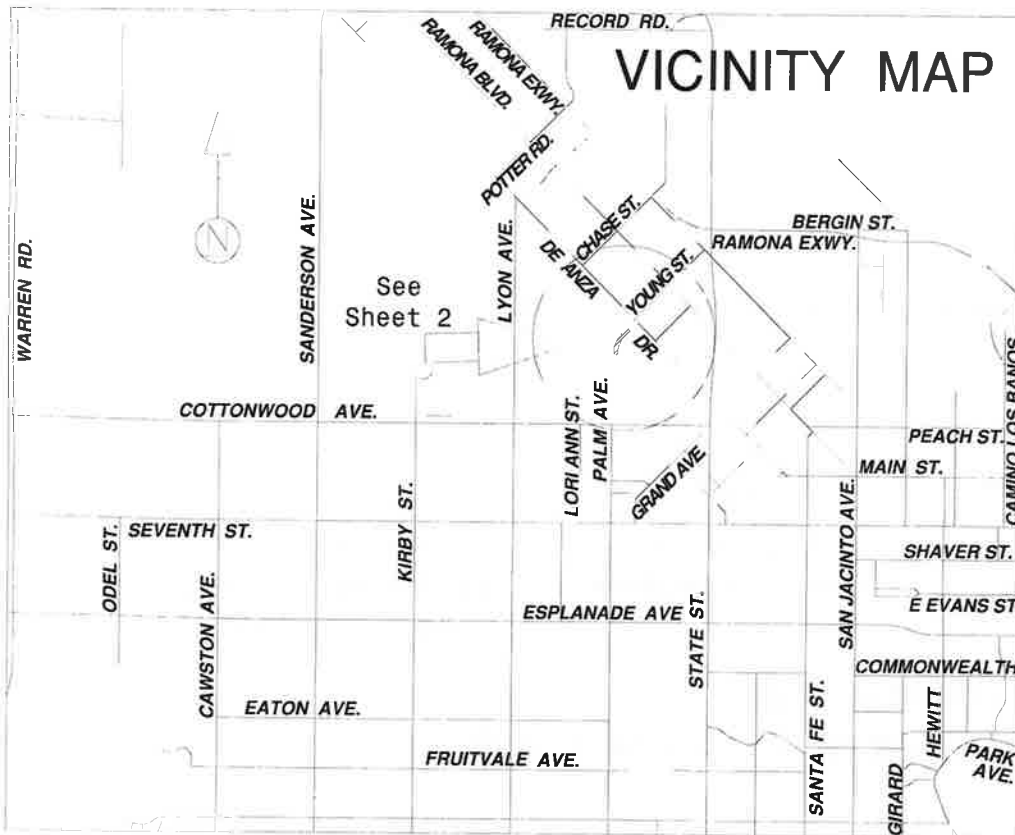 RECORD RD.
VICINITY MAP
RAMONA EXWY.
RAMONA BLVD.
POTTER RD.
CHASE ST.
BERGIN ST.
RAMONA EXWY.
WARREN RD.
N
SANDERSON AVE.
LYON AVE.
DE ANZA
YOUNG ST.
DR.
See
Sheet 2
CAMINO LOS BANOS
COTTONWOOD AVE.
LORI ANN ST.
PALM AVE.
GRAND AVE.
PEACH ST.
MAIN ST.
ODEL ST.
SEVENTH ST.
KIRBY ST.
SAN JACINTO AVE.
SHAVER ST.
CAWSTON AVE.
ESPLANADE AVE
STATE ST.
E EVANS ST
COMMONWEALTH
EATON AVE.
SANTA FE ST.
HEWITT
FRUITVALE AVE.
GIRARD
PARK
AVE.